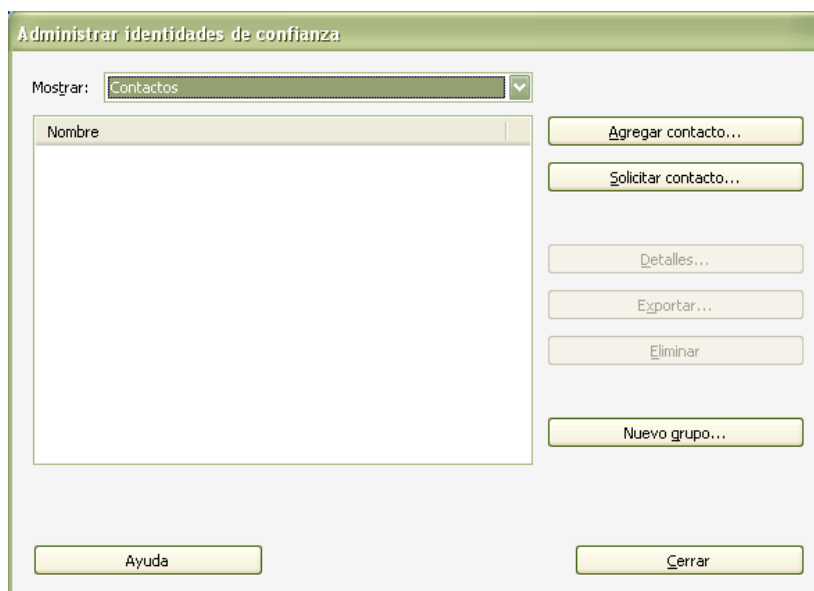 Administrar identidades de confianza
Mostrar: Contactos
Nombre
Agregar contacto...
Solicitar contacto...
Detalles...
Exportar...
Eliminar
Nuevo grupo...
Ayuda
Cerrar